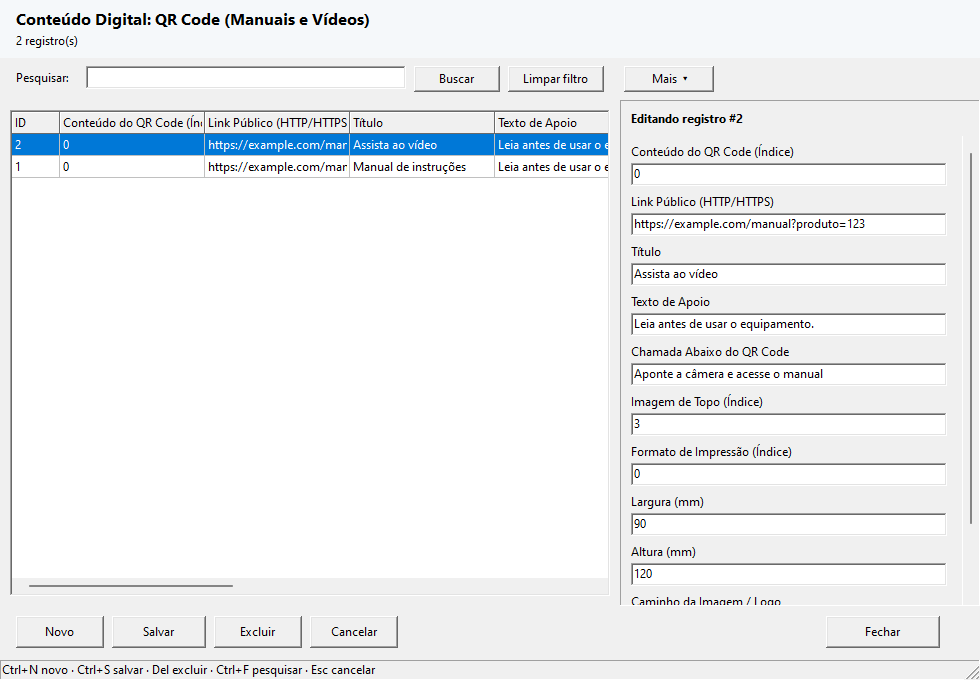 Conteúdo Digital: QR Code (Manuais e Vídeos)
2 registro(s)
Pesquisar:
Buscar
Limpar filtro
Mais
ID Conteúdo do QR Code (Ín Link Público (HTTP/HTTPS Título Texto de Apoio
2 0 https://example.com/mar Assista ao vídeo Leia antes de usar o e
1 0 https://example.com/mar Manual de instruções Leia antes de usar o e
Editando registro #2
Conteúdo do QR Code (Índice)
0
Link Público (HTTP/HTTPS)
https://example.com/manual?produto=123
Título
Assista ao vídeo
Texto de Apoio
Leia antes de usar o equipamento.
Chamada Abaixo do QR Code
Aponte a câmera e acesse o manual
Imagem de Topo (Índice)
3
Formato de Impressão (Índice)
0
Largura (mm)
90
Altura (mm)
120
Caminho da Imagem / Logo
Novo
Salvar
Excluir
Cancelar
Fechar
Ctrl+N novo · Ctrl+S salvar · Del excluir · Ctrl+F pesquisar · Esc cancelar